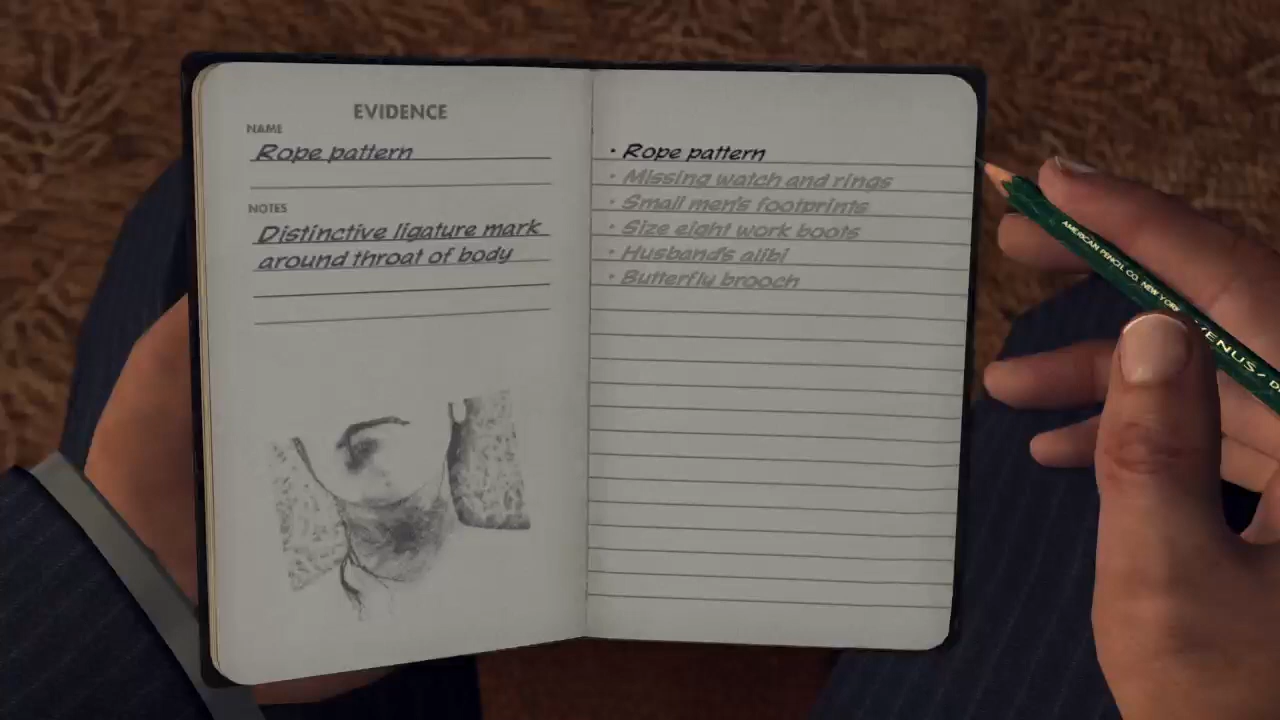 EVIDENCE
NAME
Rope pattern
NOTES
Distinctive ligature mark
around throat of body
• Rope pattern
• Missing watch and rings
• Small men's footprints
• Size eight work boots
• Husband's alibi
• Butterfly brooch
AMERICAN PENCIL CO. NEW YORK
VENUS